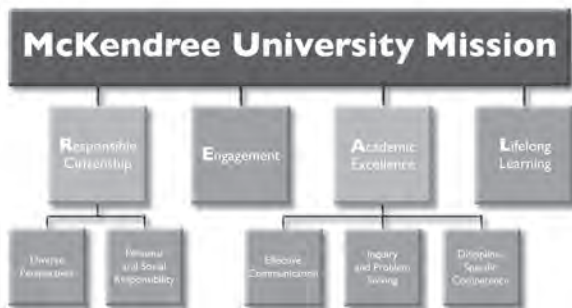 McKendree University Mission
Responsible
Citizenship
Engagement
Academic
Excellence
Lifelong
Learning
Diverse
Perspectives
Personal
and Social
Responsibility
Effective
Communication
Inquiry
and Problem
Solving
Discipline-
Specific
Competence